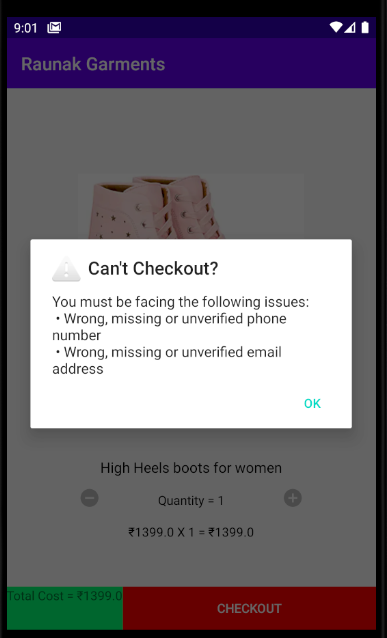 9:01
Raunak Garments
Can't Checkout?
You must be facing the following issues:
• Wrong, missing or unverified phone
number
• Wrong, missing or unverified email
address
OK
High Heels boots for women
Quantity = 1
₹1399.0 X 1 = ₹1399.0
Total Cost = ₹1399.0
CHECKOUT